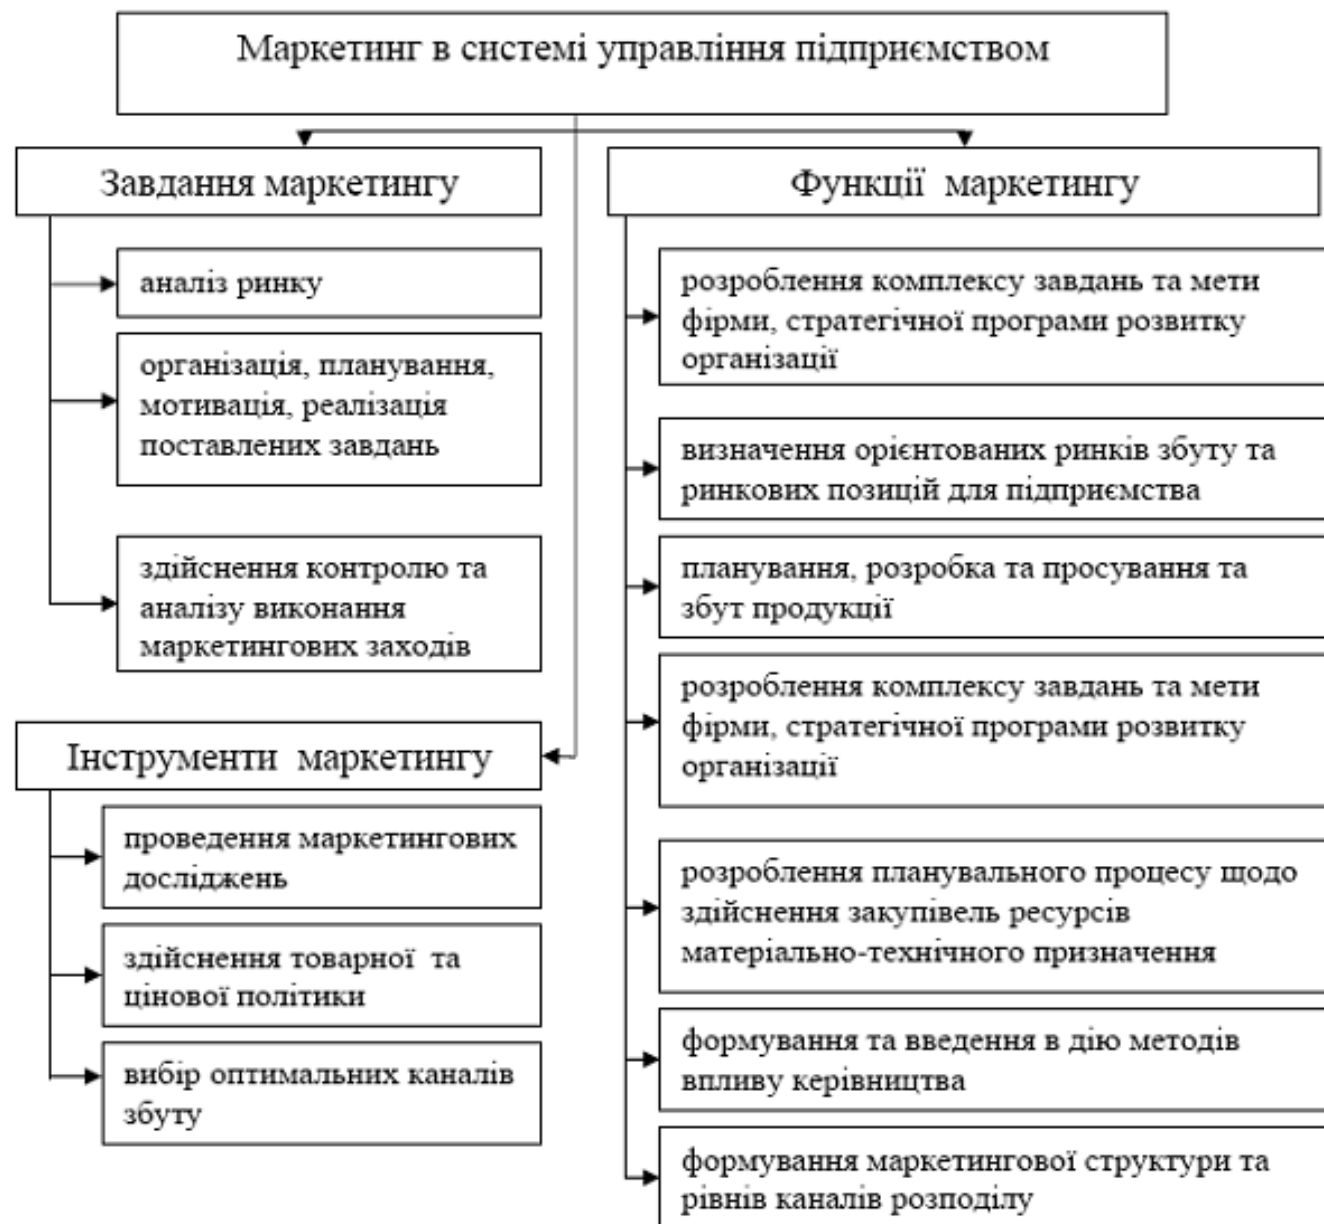 Маркетинг в системі управління підприємством
Завдання маркетингу
аналіз ринку
організація, планування,
мотивація, реалізація
поставлених завдань
здійснення контролю та
аналізу виконання
маркетингових заходів
Інструменти маркетингу
проведення маркетингових
досліджень
здійснення товарної та
цінової політики
вибір оптимальних каналів
збуту
Функції маркетингу
розроблення комплексу завдань та мети
фірми, стратегічної програми розвитку
організації
визначення орієнтованих ринків збуту та
ринкових позицій для підприємства
планування, розробка та просування та
збут продукції
розроблення комплексу завдань та мети
фірми, стратегічної програми розвитку
організації
розроблення планувального процесу щодо
здійснення закупівель ресурсів
матеріально-технічного призначення
формування та введення в дію методів
впливу керівництва
формування маркетингової структури та
рівнів каналів розподілу